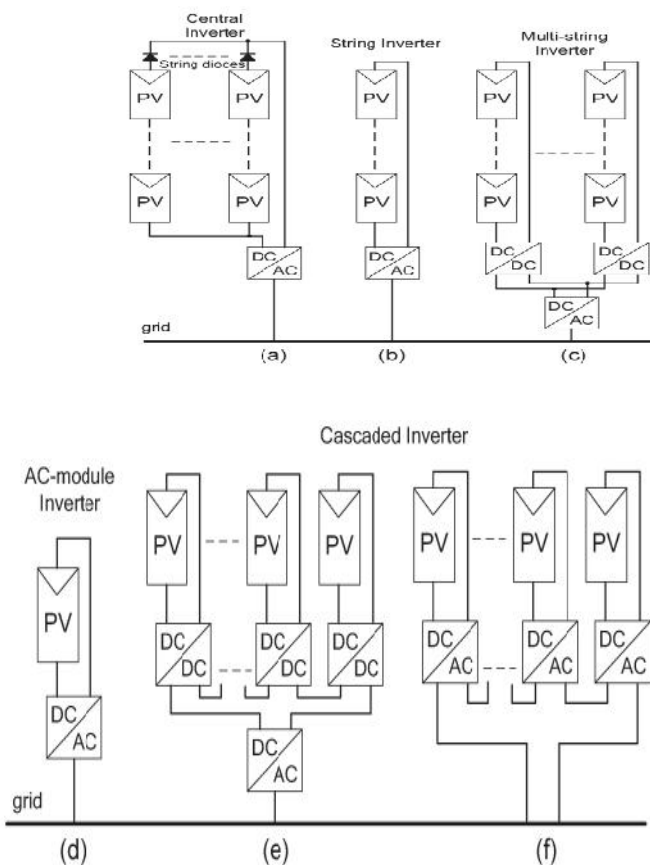 Central
Inverter
String Inverter
Multi-string
Inverter
String dioces
PV PV PV PV PV
PV PV PV PV PV
DC DC
DC DC
DC
AC
DC
AC
DC
AC
grid
(a) (b) (c)
Cascaded Inverter
AC-module
Inverter
PV PV PV PV PV PV
PV
DC DC DC DC DC DC
DC DC DC AC AC AC
DC
AC
DC
AC
grid
(d) (e) (f)